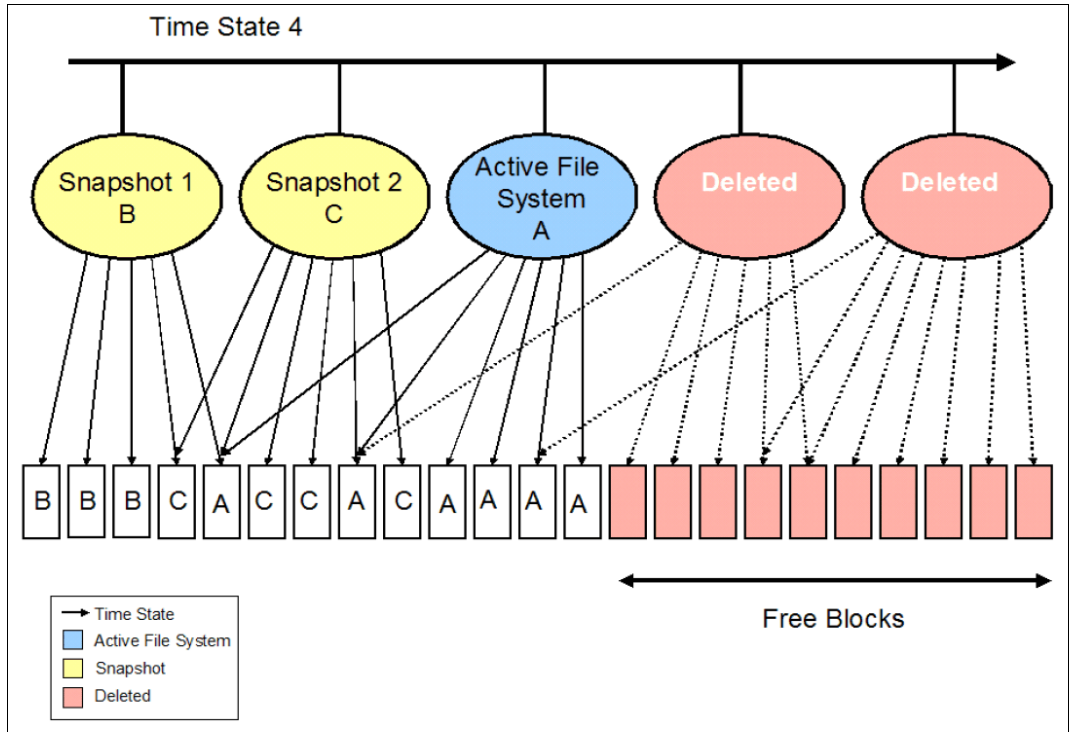 Time State 4
Snapshot 1
B
Snapshot 2
C
Active File
System
A
Deleted
Deleted
B B B C A C C A C A A A A
Free Blocks
Time State
Active File System
Snapshot
Deleted